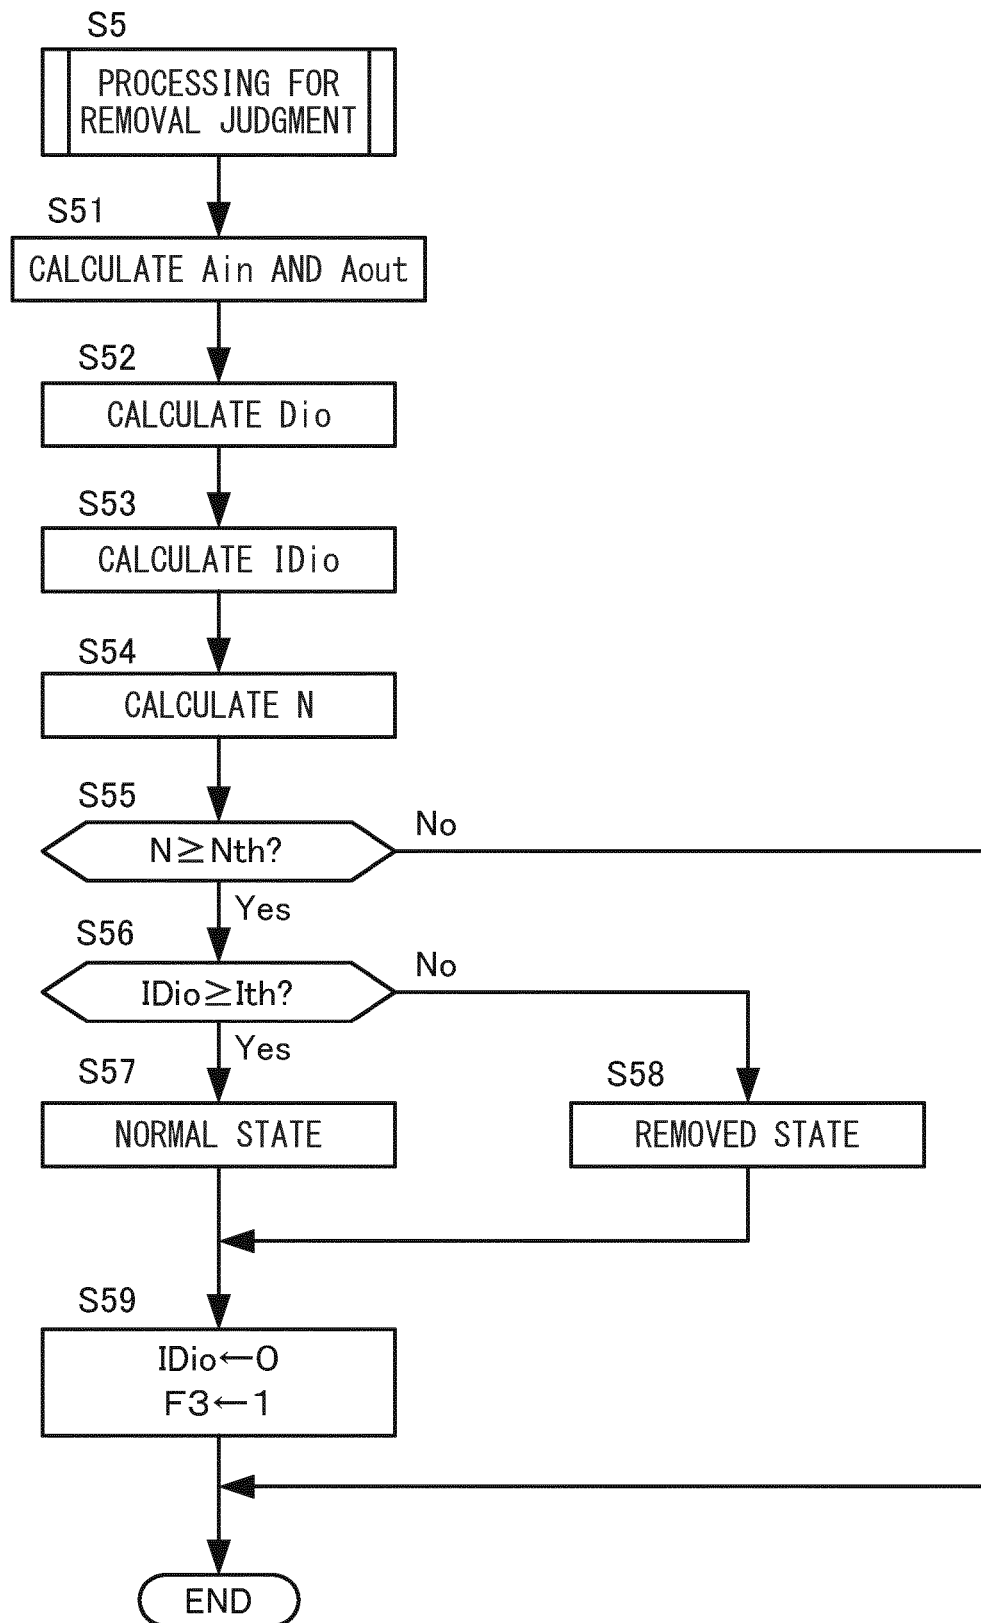 S5
PROCESSING FOR
REMOVAL JUDGMENT
S51
CALCULATE Ain AND Aout
S52
CALCULATE Dio
S53
CALCULATE IDio
S54
CALCULATE N
S55
N≧Nth?
No
Yes
S56
IDio≧Ith?
No
Yes
S57
NORMAL STATE
S58
REMOVED STATE
S59
IDio←0
F3←1
END